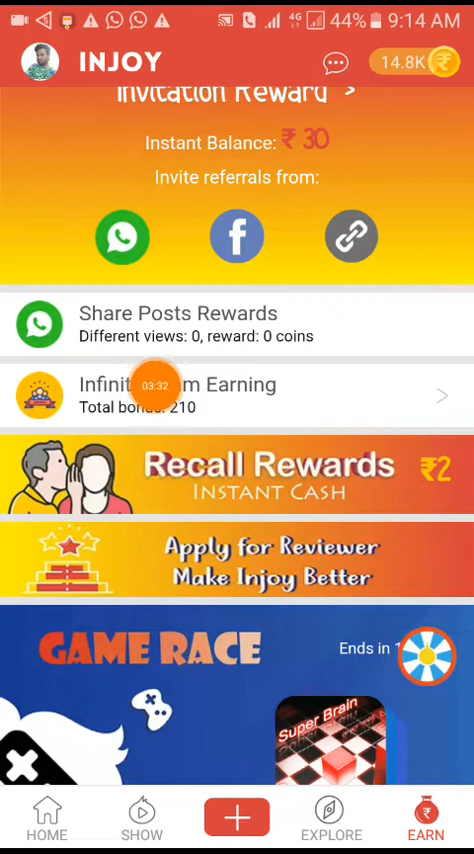 4G 44% 9:14 AM
INJOY
14.8K
Invitation Reward >
Instant Balance: ₹ 30
Invite referrals from:
Share Posts Rewards
Different views: 0, reward: 0 coins
Earning
03:32
Total 210
Recall Rewards ₹2
INSTANT CASH
Apply for Reviewer
Make Injoy Better
GAME RACE
Ends in
Super Brain
HOME
SHOW
EXPLORE
EARN